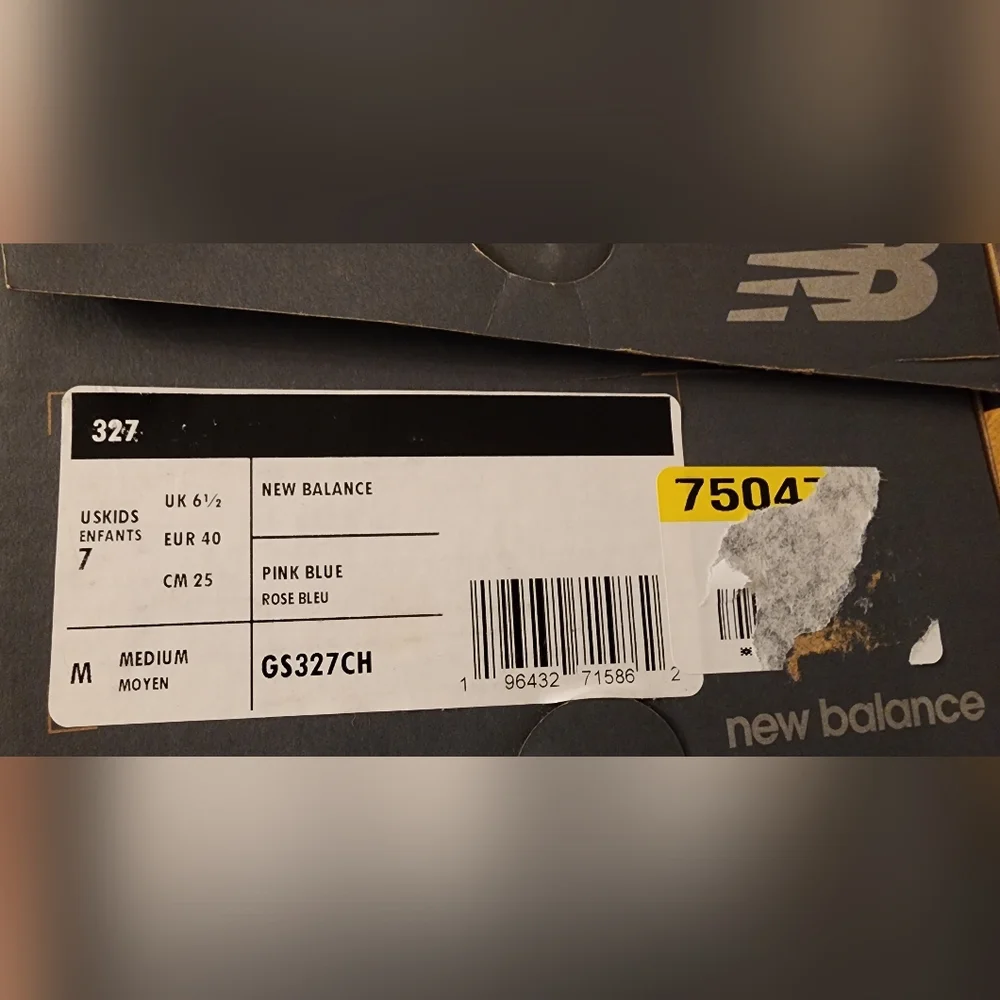 NB
327
USKIDS
ENFANTS
7
UK 6½
EUR 40
CM 25
NEW BALANCE
PINK BLUE
ROSE BLEU
M
MEDIUM
MOYEN
GS327CH
1 96432 71586 2
7504
new balance